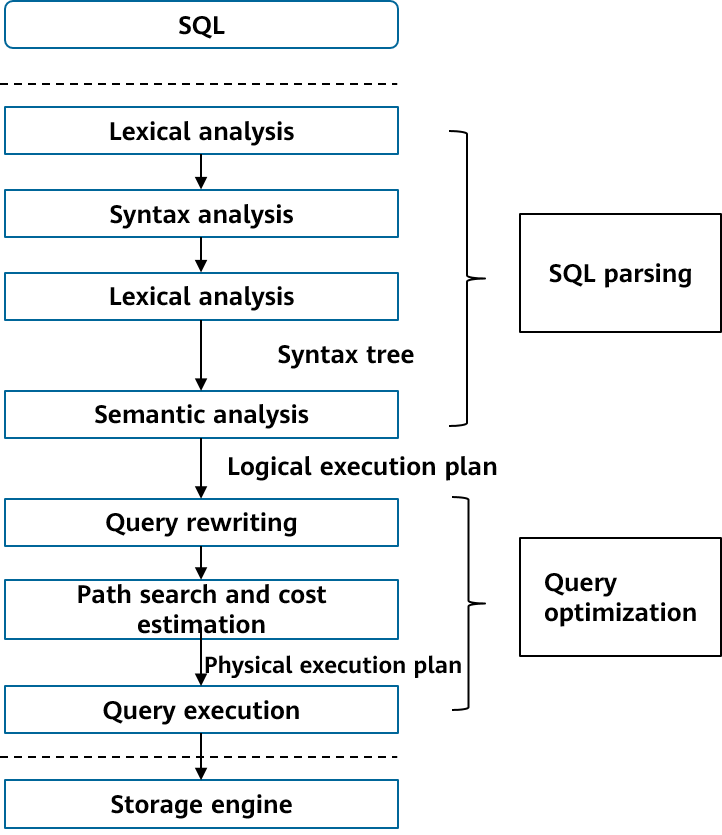 SQL
Lexical analysis
Syntax analysis
Lexical analysis
SQL parsing
Syntax tree
Semantic analysis
Logical execution plan
Query rewriting
Path search and cost
estimation
Query
optimization
Physical execution plan
Query execution
Storage engine